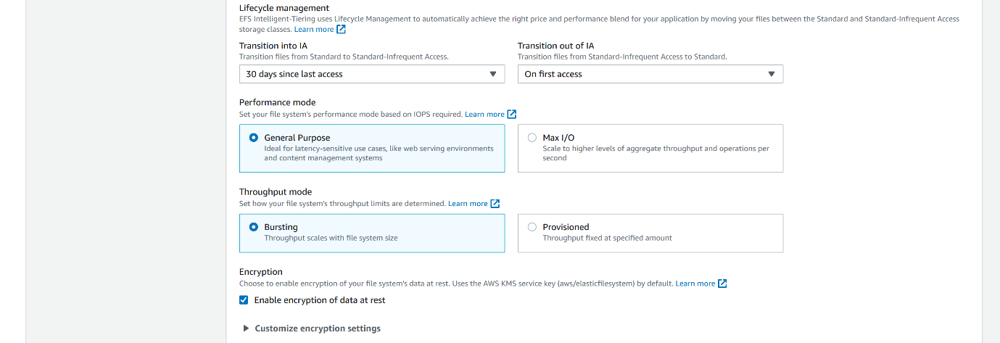 Lifecycle management
EFS Intelligent-Tiering uses Lifecycle Management to automatically achieve the right price and performance blend for your application by moving your files between the Standard and Standard-Infrequent Access
storage classes. Learn more
Transition into IA
Transition files from Standard to Standard-Infrequent Access.
30 days since last access
Transition out of IA
Transition files from Standard-Infrequent Access to Standard.
On first access
Performance mode
Set your file system's performance mode based on IOPS required. Learn more
General Purpose
Ideal for latency-sensitive use cases, like web serving environments
and content management systems
Max I/O
Scale to higher levels of aggregate throughput and operations per
second
Throughput mode
Set how your file system's throughput limits are determined. Learn more
Bursting
Throughput scales with file system size
Provisioned
Throughput fixed at specified amount
Encryption
Choose to enable encryption of your file system's data at rest. Uses the AWS KMS service key (aws/elasticfilesystem) by default. Learn more
Enable encryption of data at rest
Customize encryption settings